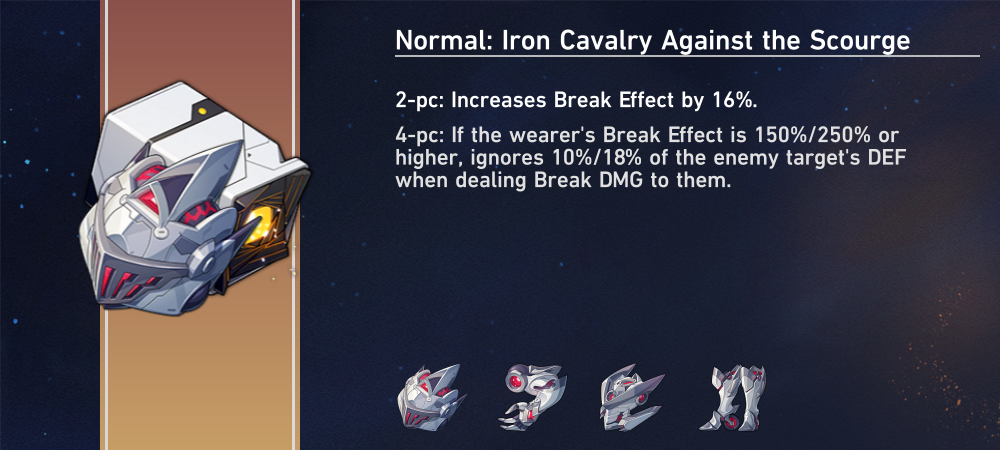 Normal: Iron Cavalry Against the Scourge
2-pc: Increases Break Effect by 16%.
4-pc: If the wearer's Break Effect is 150%/250% or
higher, ignores 10%/18% of the enemy target's DEF
when dealing Break DMG to them.